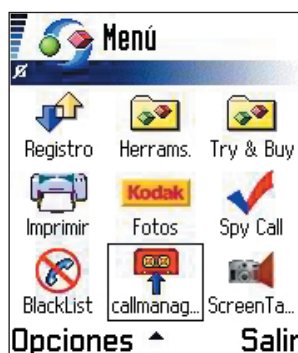 Menú
Registro Herrams. Try & Buy
Kodak
Imprimir Fotos Spy Call
BlackList callmanag... ScreenTa...
Opciones Salir